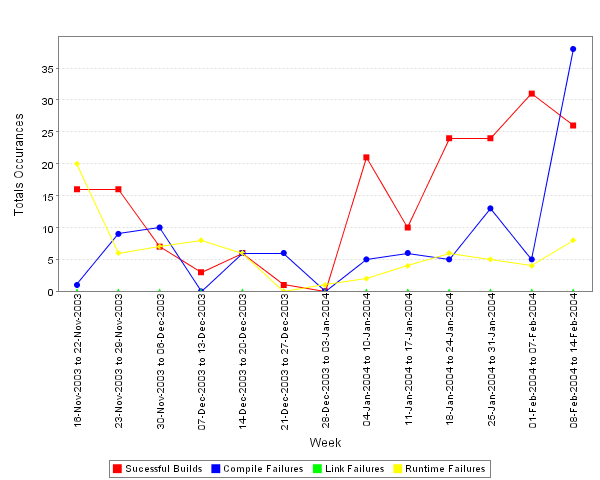 Totals Occurances
35
30
25
20
15
10
5
0
16-Nov-2003 to 22-Nov-2003
23-Nov-2003 to 29-Nov-2003
30-Nov-2003 to 06-Dec-2003
07-Dec-2003 to 13-Dec-2003
14-Dec-2003 to 20-Dec-2003
21-Dec-2003 to 27-Dec-2003
28-Dec-2003 to 03-Jan-2004
04-Jan-2004 to 10-Jan-2004
11-Jan-2004 to 17-Jan-2004
18-Jan-2004 to 24-Jan-2004
25-Jan-2004 to 31-Jan-2004
01-Feb-2004 to 07-Feb-2004
08-Feb-2004 to 14-Feb-2004
Week
Sucessful Builds Compile Failures Link Failures Runtime Failures